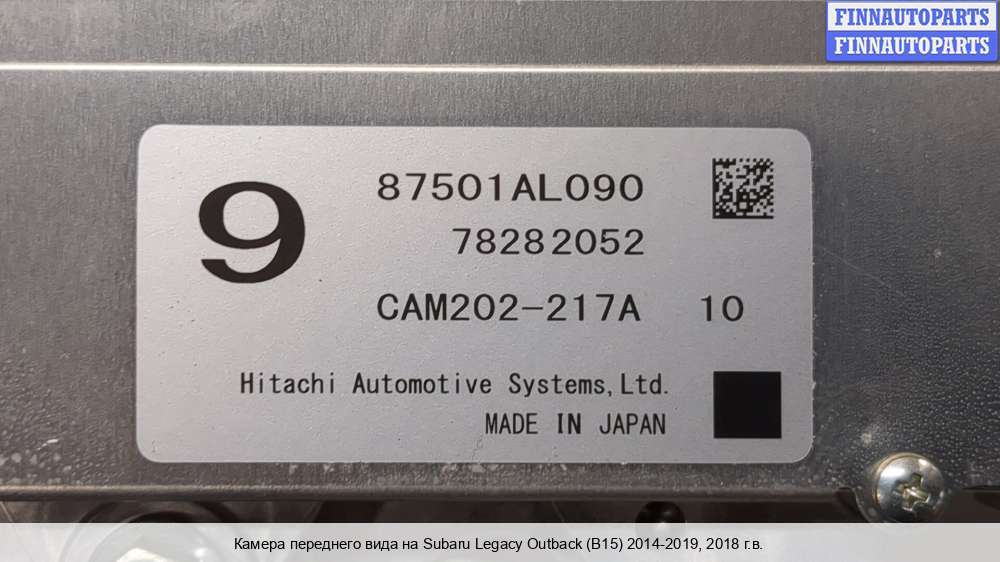 FINNAUTOPARTS
FINNAUTOPARTS
9
87501AL090
78282052
CAM202-217A 10
Hitachi Automotive Systems, Ltd.
MADE IN JAPAN
Камера переднего вида на Subaru Legacy Outback (B15) 2014-2019, 2018 г.в.